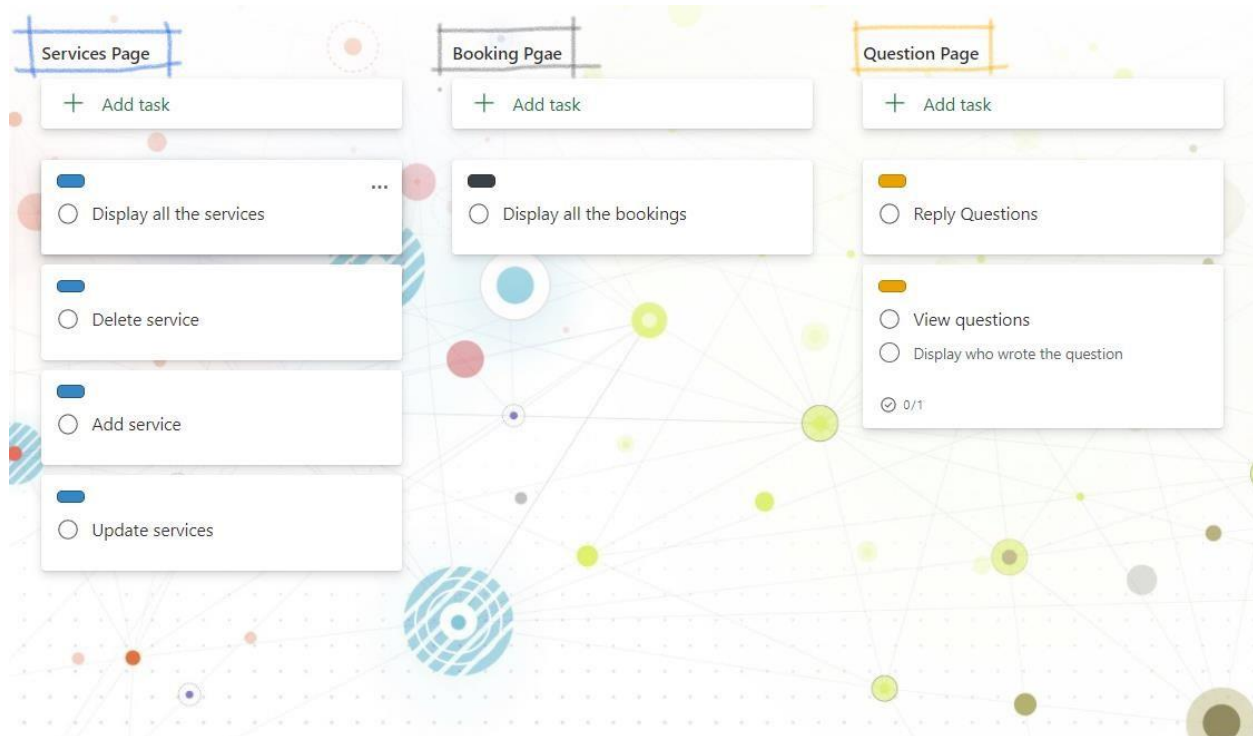 Services Page
+ Add task
Display all the services
Delete service
Add service
Update services
Booking Pgae
+ Add task
Display all the bookings
Question Page
+ Add task
Reply Questions
View questions
Display who wrote the question
0/1